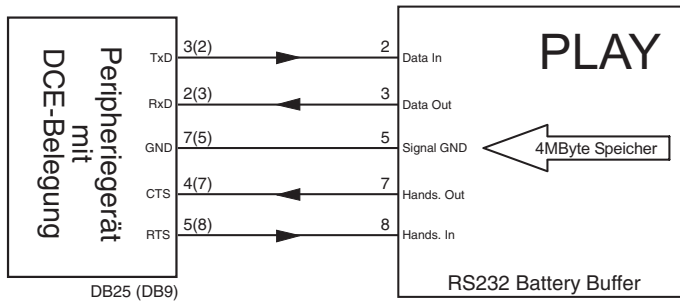 Peripheriegerät
mit
DCE-Belegung
TxD 3(2) 2 Data In
RxD 2(3) 3 Data Out
GND 7(5) 5 Signal GND
CTS 4(7) 7 Hands. Out
RTS 5(8) 8 Hands. In
DB25 (DB9)
PLAY
4MByte Speicher
RS232 Battery Buffer